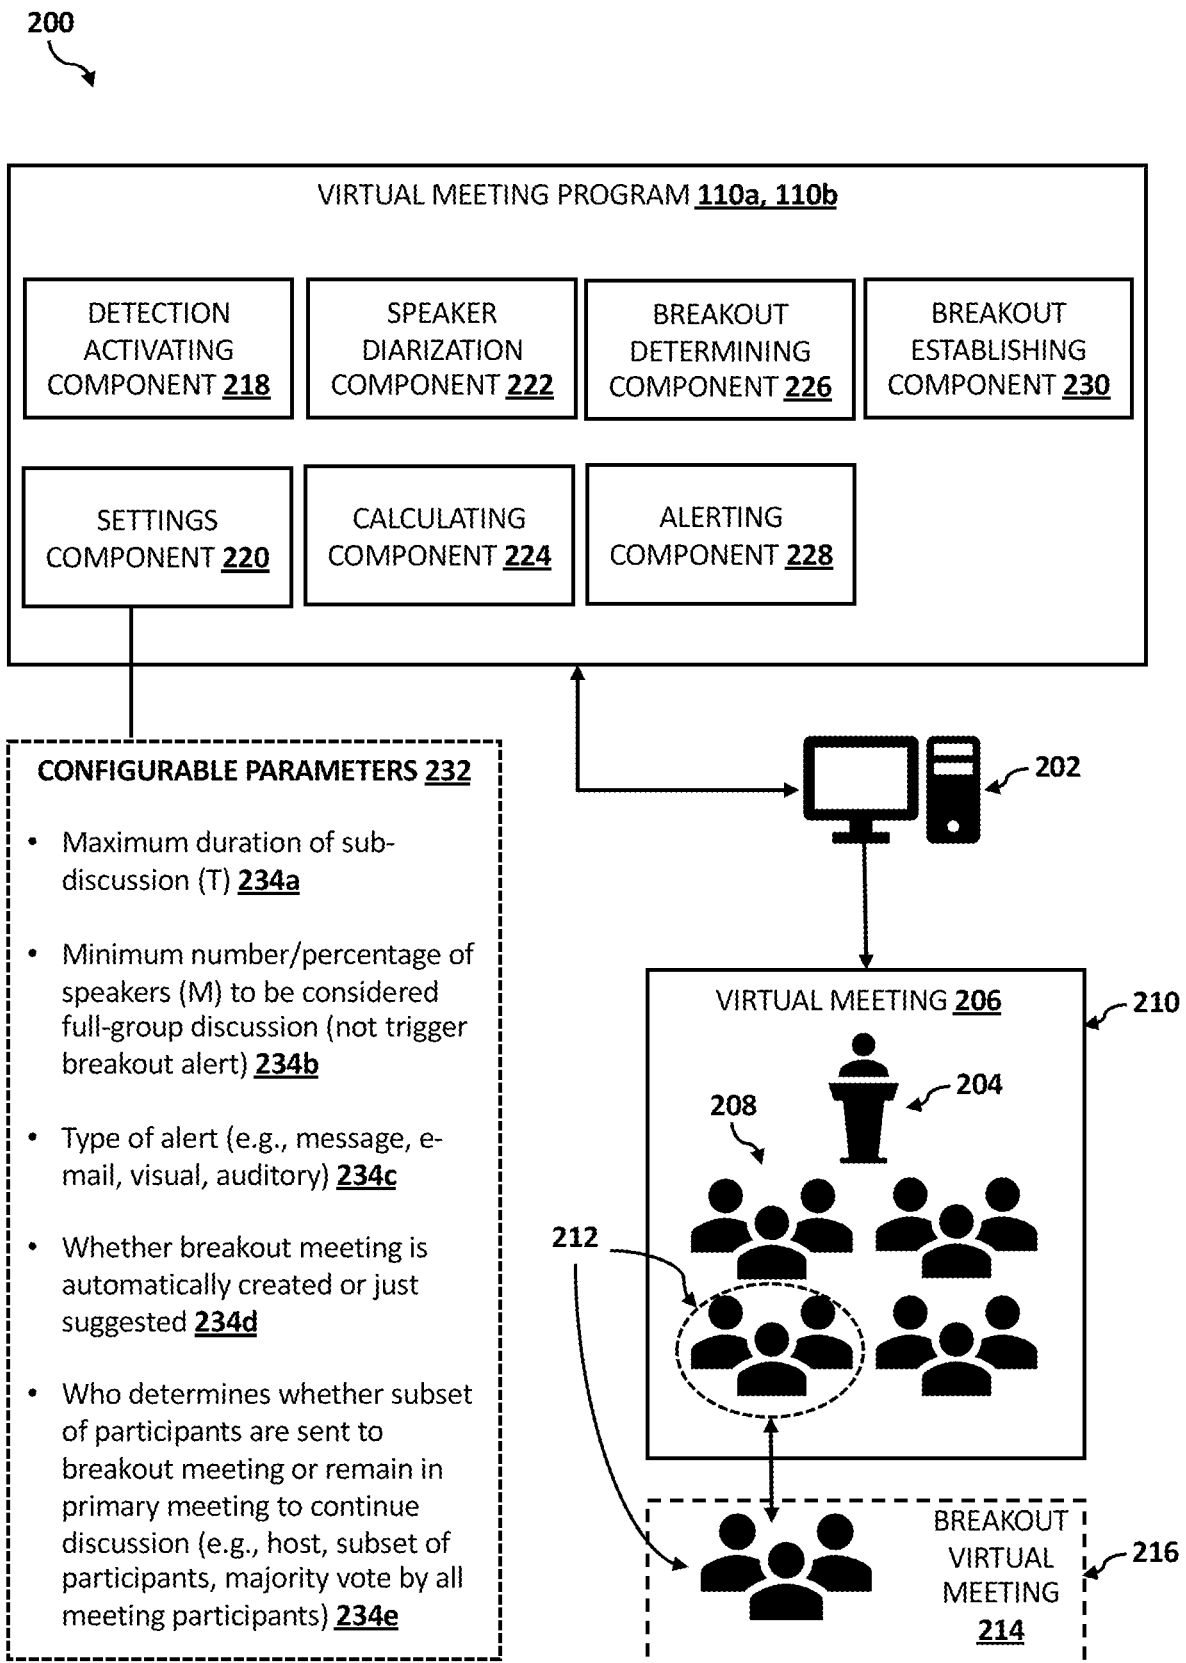 200
VIRTUAL MEETING PROGRAM 110a, 110b
DETECTION
ACTIVATING
COMPONENT 218
SPEAKER
DIARIZATION
COMPONENT 222
BREAKOUT
DETERMINING
COMPONENT 226
BREAKOUT
ESTABLISHING
COMPONENT 230
SETTINGS
COMPONENT 220
CALCULATING
COMPONENT 224
ALERTING
COMPONENT 228
CONFIGURABLE PARAMETERS 232
• Maximum duration of sub-
discussion (T) 234a
• Minimum number/percentage of
speakers (M) to be considered
full-group discussion (not trigger
breakout alert) 234b
• Type of alert (e.g., message, e-
mail, visual, auditory) 234c
• Whether breakout meeting is
automatically created or just
suggested 234d
• Who determines whether subset
of participants are sent to
breakout meeting or remain in
primary meeting to continue
discussion (e.g., host, subset of
participants, majority vote by all
meeting participants) 234e
202
VIRTUAL MEETING 206
210
204
208
212
BREAKOUT
VIRTUAL
MEETING
214
216